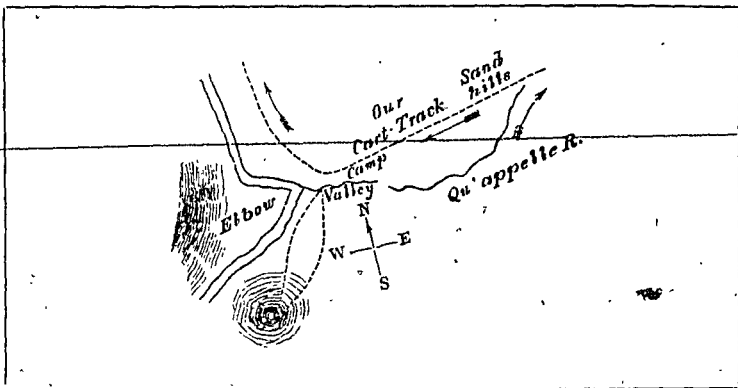 Sand
hills
Our
Cart-Track
Camp
Valley
Qu'appelle R.
Elbow
N
W E
S